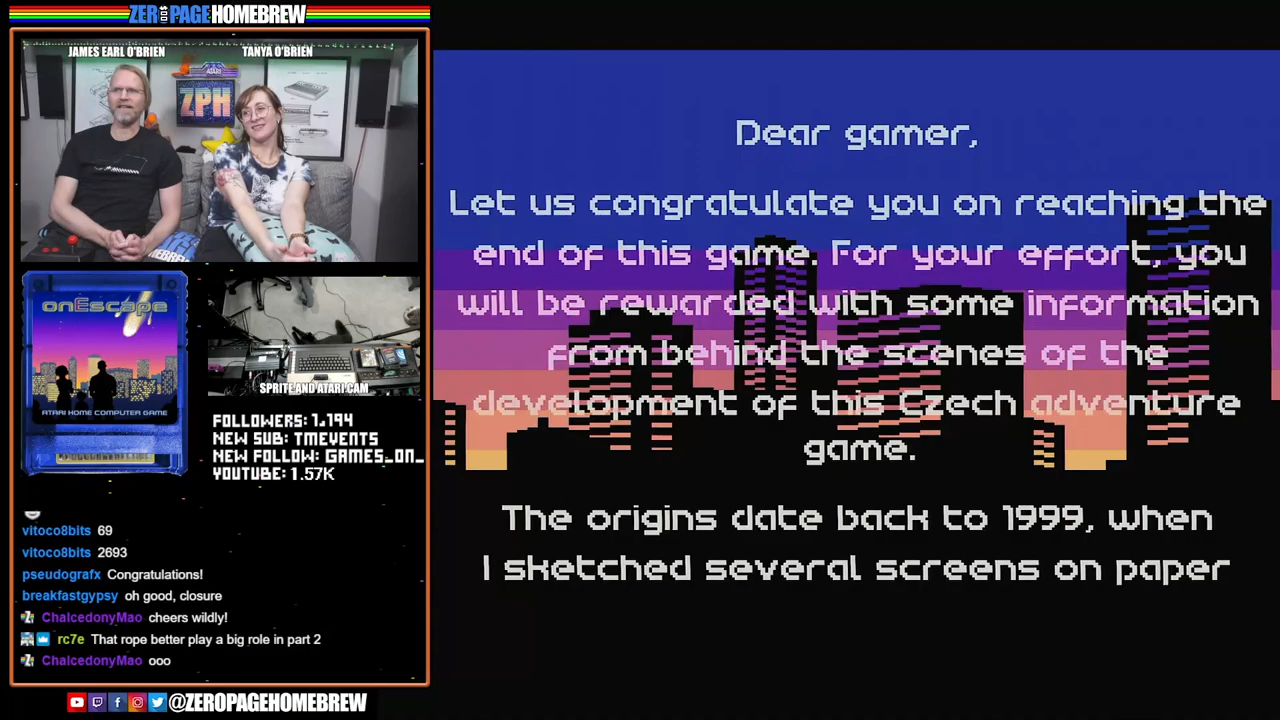 ZEROPAGEHOMEBREW
JAMES EARL O'BRIEN
TANYA O'BRIEN
ZPH
onEscape
ATARI HOME COMPUTER GAME
SPRITE AND ATARI CAM
FOLLOWERS: 1,194
NEW SUB: TMEVENTS
NEW FOLLOW: GAMES_ON_
YOUTUBE: 1.57K
vitoco8bits 69
vitoco8bits 2693
pseudografx Congratulations!
breakfastgypsy oh good, closure
ChalcedonyMao cheers wildly!
rc7e That rope better play a big role in part 2
ChalcedonyMao ooo
@ZEROPAGEHOMEBREW
Dear gamer,
Let us congratulate you on reaching the
end of this game. For your effort, you
will be rewarded with some information
from behind the scenes of the
development of this Czech adventure
game.
The origins date back to 1999, when
I sketched several screens on paper